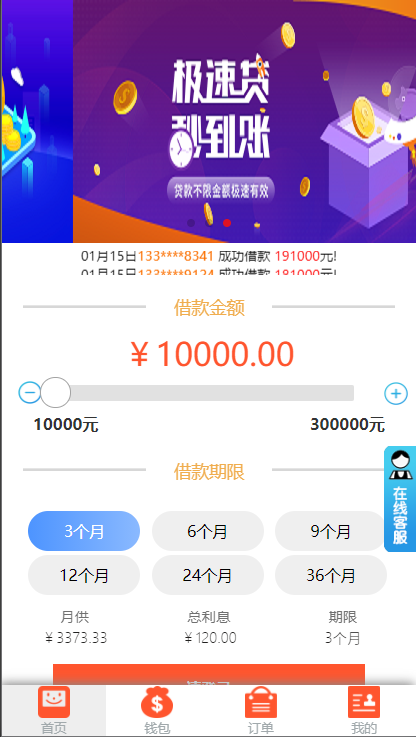 极速贷
秒到账
贷款不限金额极速有效
01月15日133****8341 成功借款 191000元!
01月15日133****9124 成功借款 181000元!
借款金额
￥10000.00
10000元
300000元
借款期限
在线客服
3个月
6个月
9个月
12个月
24个月
36个月
月供
总利息
期限
￥3373.33
￥120.00
3个月
首页
钱包
订单
我的